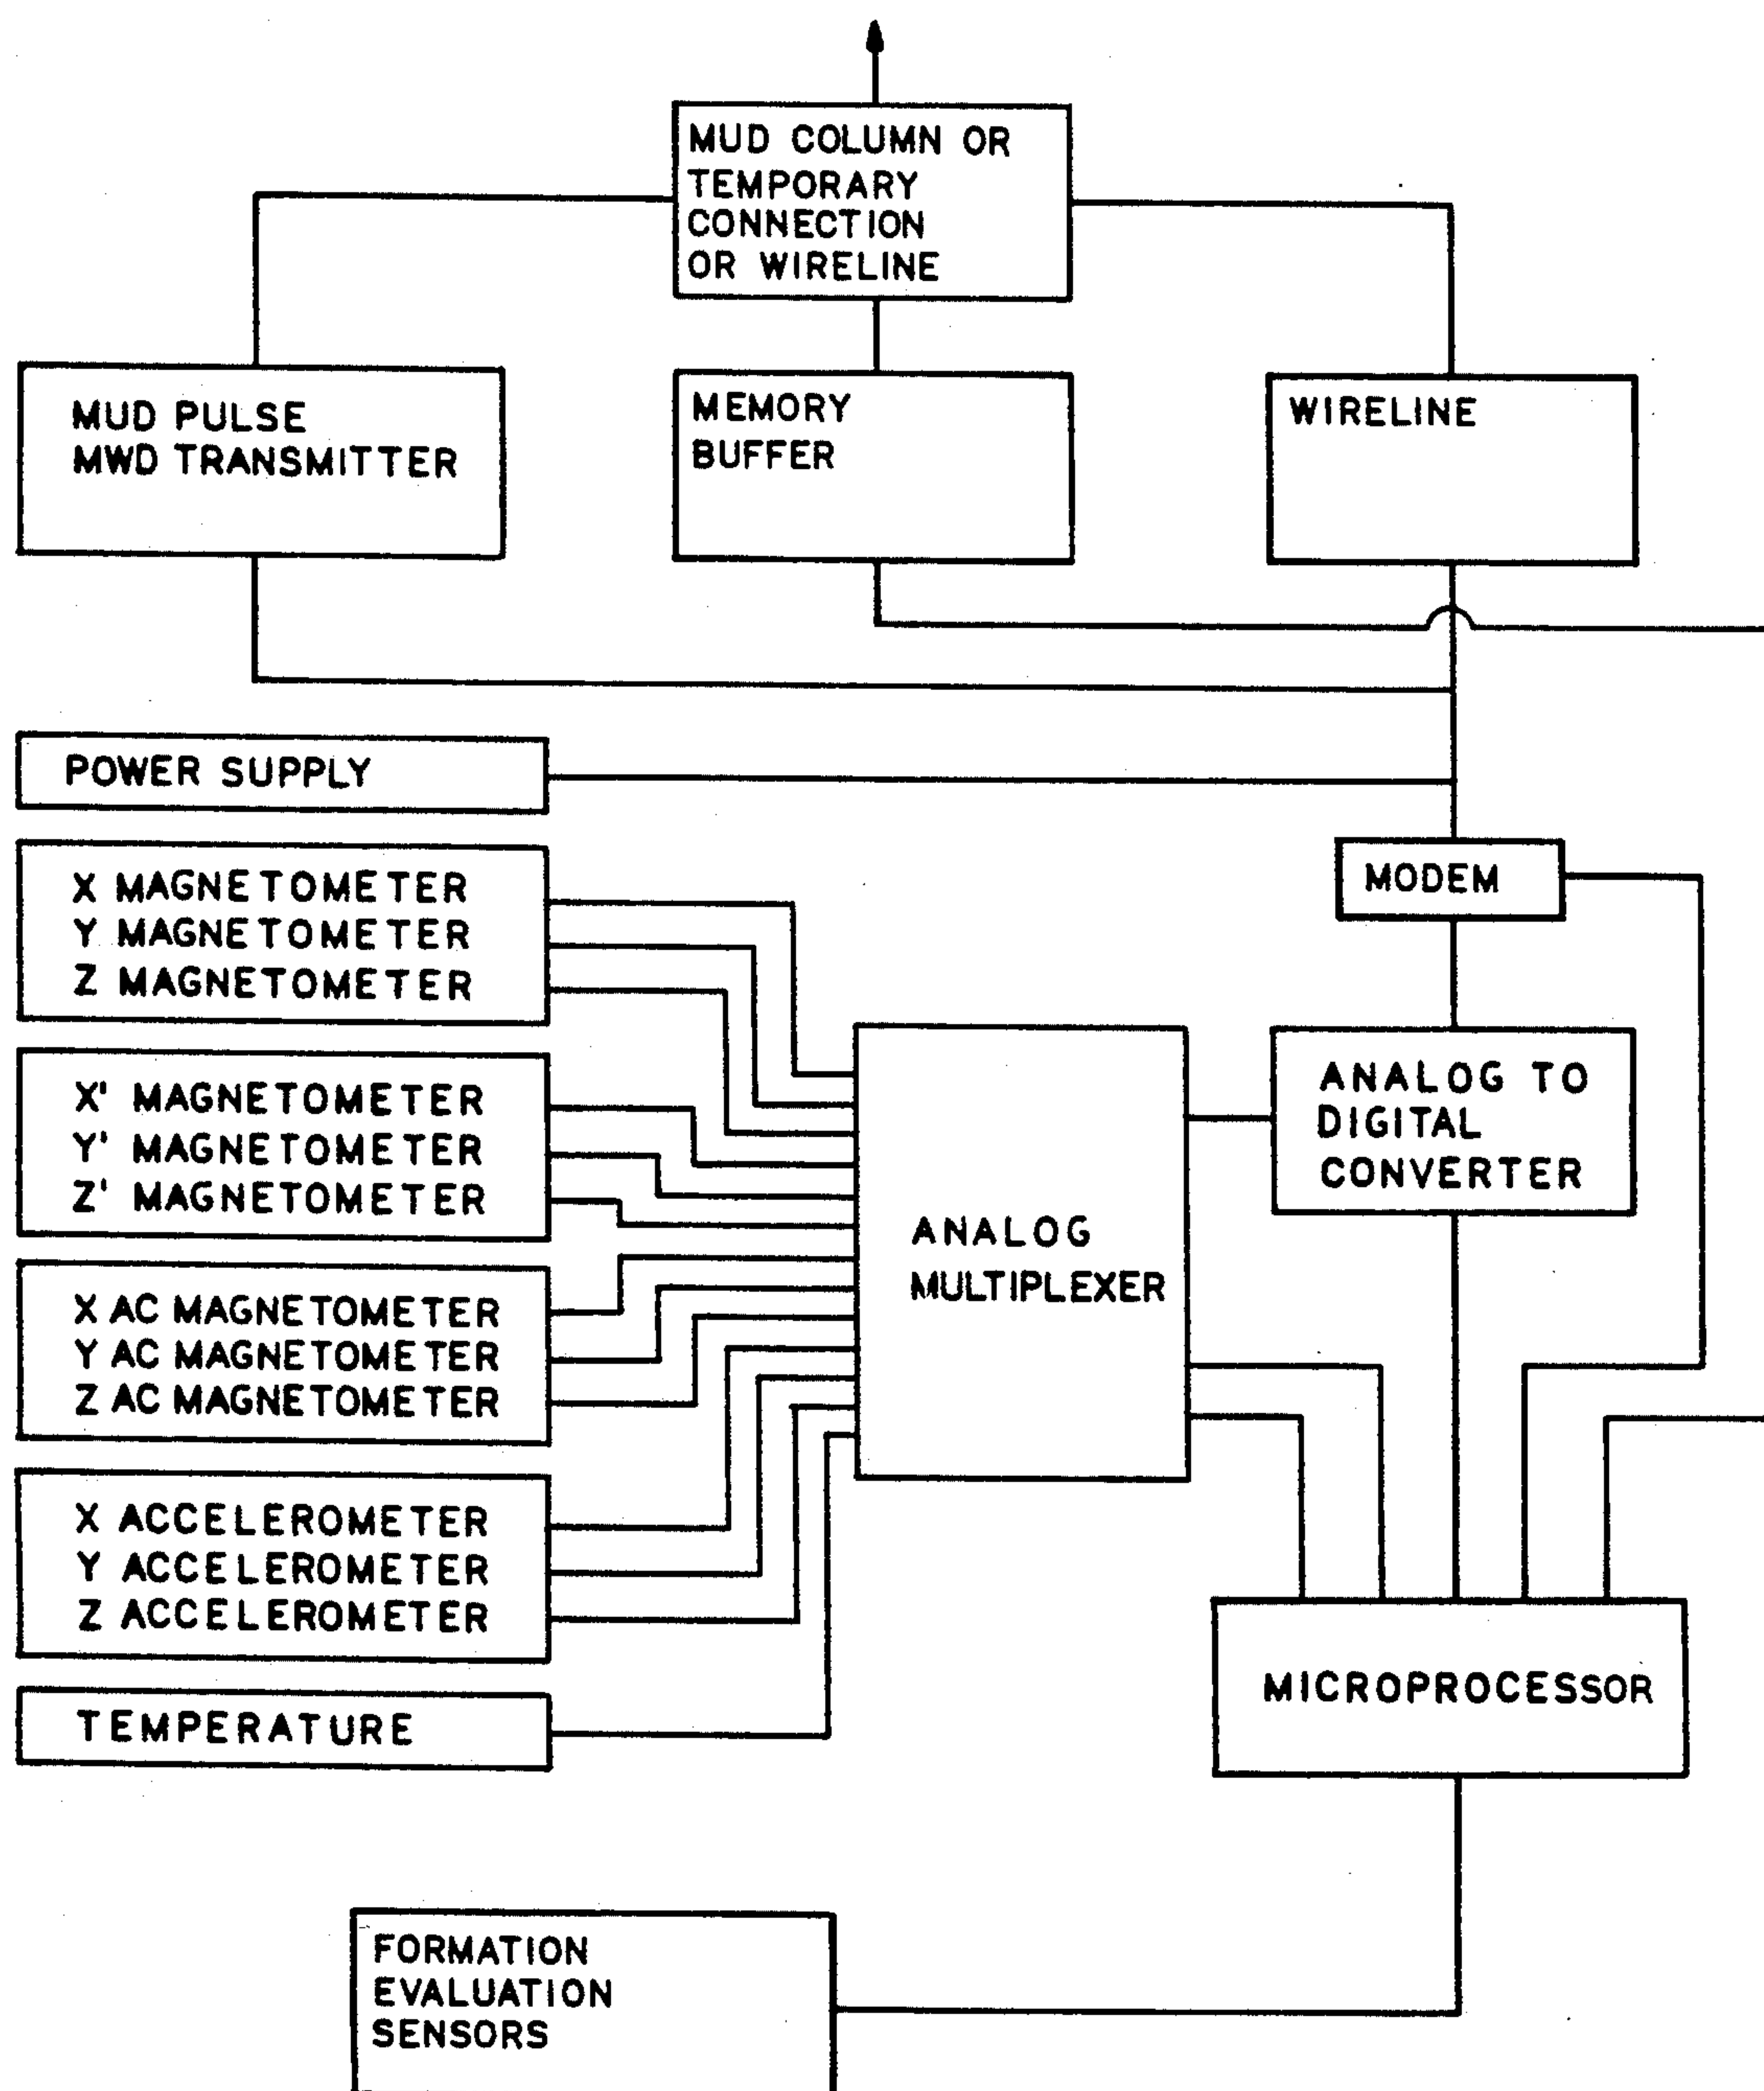 MUD COLUMN OR
TEMPORARY
CONNECTION
OR WIRELINE
MUD PULSE
MWD TRANSMITTER
MEMORY
BUFFER
WIRELINE
POWER SUPPLY
X MAGNETOMETER
Y MAGNETOMETER
Z MAGNETOMETER
MODEM
X' MAGNETOMETER
Y' MAGNETOMETER
Z' MAGNETOMETER
ANALOG TO
DIGITAL
CONVERTER
ANALOG
MULTIPLEXER
X AC MAGNETOMETER
Y AC MAGNETOMETER
Z AC MAGNETOMETER
X ACCELEROMETER
Y ACCELEROMETER
Z ACCELEROMETER
MICROPROCESSOR
TEMPERATURE
FORMATION
EVALUATION
SENSORS